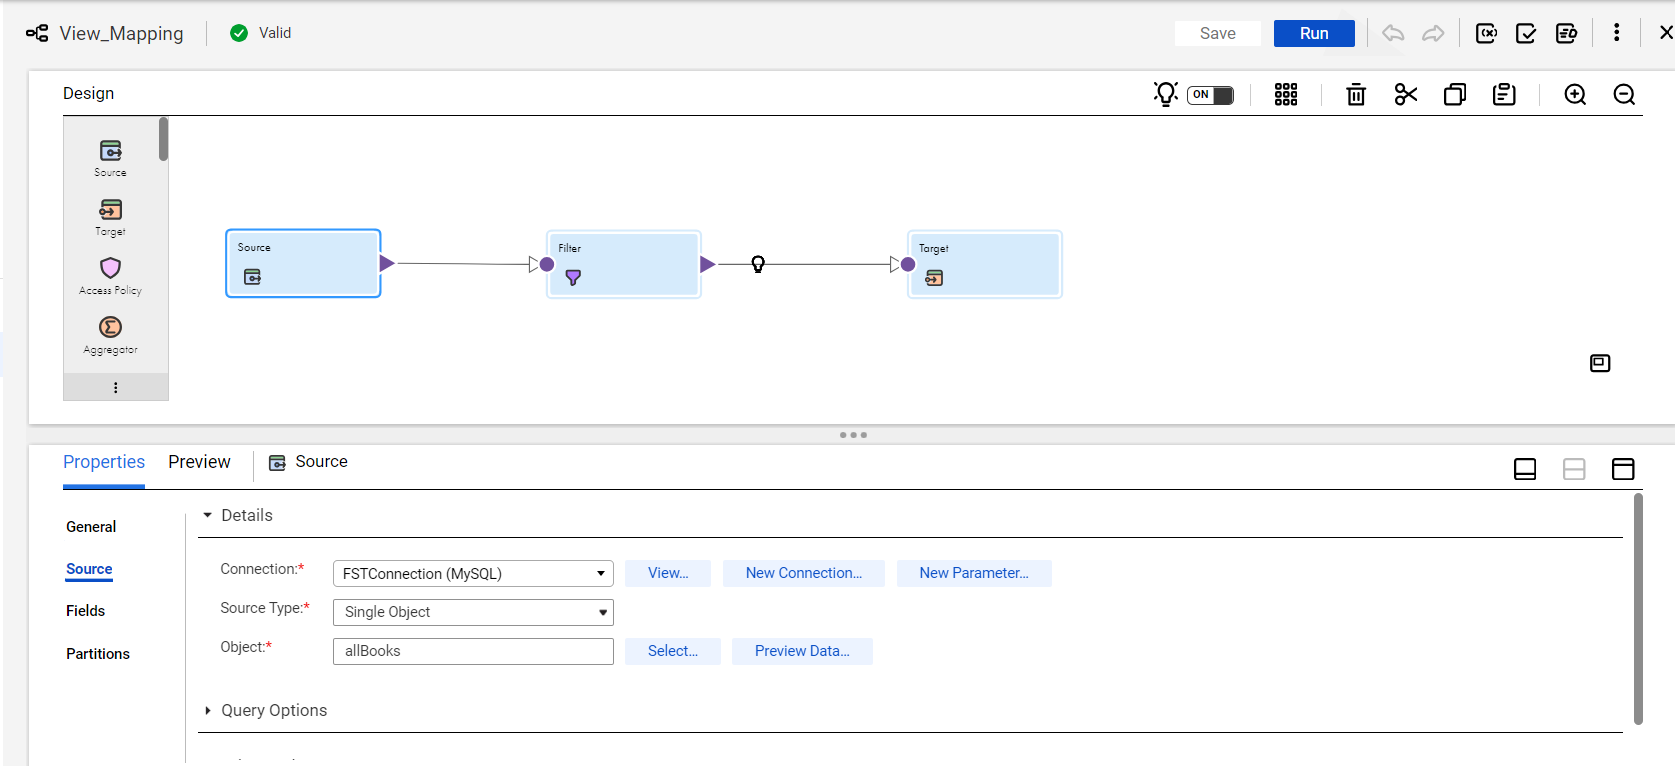 View_Mapping
Valid
Save
Run
Design
ON
Source
Target
Access Policy
Aggregator
Source
Filter
Target
Properties
Preview
Source
General
Source
Fields
Partitions
Details
Connection:*
FSTConnection (MySQL)
View...
New Connection...
New Parameter...
Source Type:*
Single Object
Object:*
allBooks
Select...
Preview Data...
Query Options